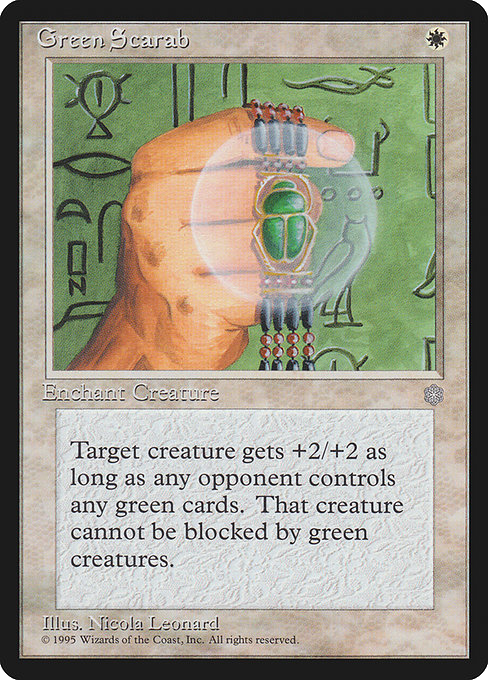 Green Scarab
Enchant Creature
Target creature gets +2/+2 as
long as any opponent controls
any green cards. That creature
cannot be blocked by green
creatures.
Illus. Nicola Leonard
© 1995 Wizards of the Coast, Inc. All rights reserved.